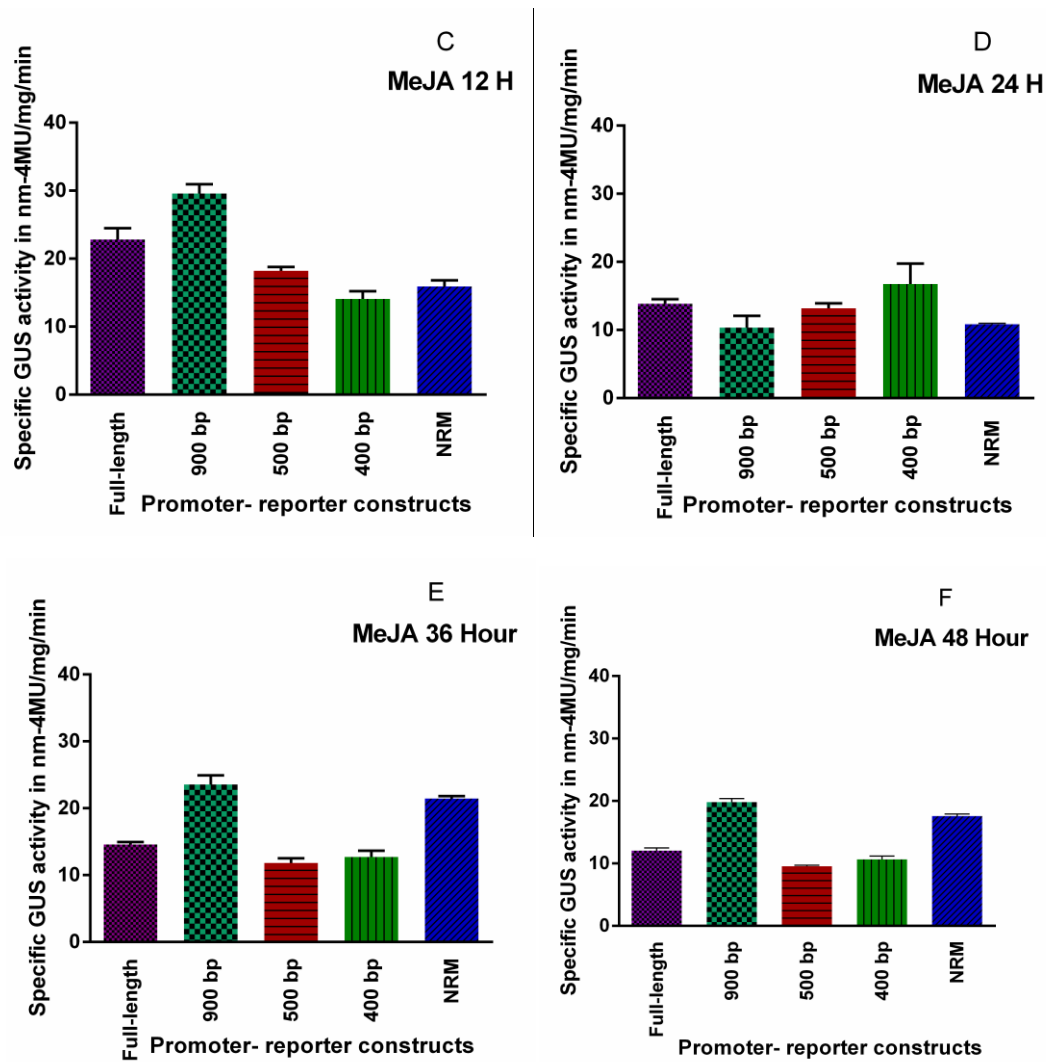 C
MeJA 12 H
Specific GUS activity in nm-4MU/mg/min
40
30
20
10
0
Full-length
900 bp
500 bp
400 bp
NRM
Promoter- reporter constructs
D
MeJA 24 H
Specific GUS activity in nm-4MU/mg/min
40
30
20
10
0
Full-length
900 bp
500 bp
400 bp
NRM
Promoter- reporter constructs
E
MeJA 36 Hour
Specific GUS activity in nm-4MU/mg/min
40
30
20
10
0
Full-length
900 bp
500 bp
400 bp
NRM
Promoter- reporter constructs
F
MeJA 48 Hour
Specific GUS activity in nm-4MU/mg/min
40
30
20
10
0
Full-length
900 bp
500 bp
400 bp
NRM
Promoter- reporter constructs